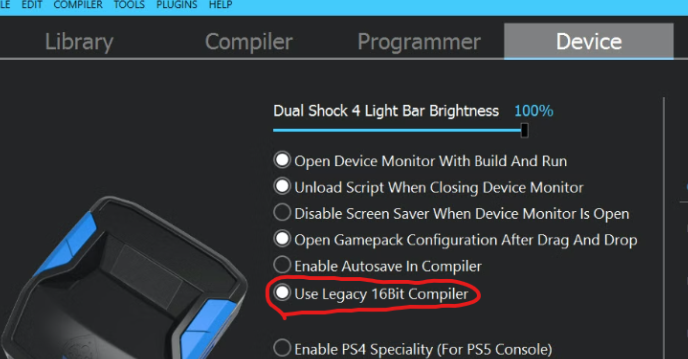 LE EDIT COMPILER TOOLS PLUGINS HELP
Library Compiler Programmer Device
Dual Shock 4 Light Bar Brightness 100%
Open Device Monitor With Build And Run
Unload Script When Closing Device Monitor
Disable Screen Saver When Device Monitor Is Open
Open Gamepack Configuration After Drag And Drop
Enable Autosave In Compiler
Use Legacy 16Bit Compiler
Enable PS4 Speciality (For PS5 Console)